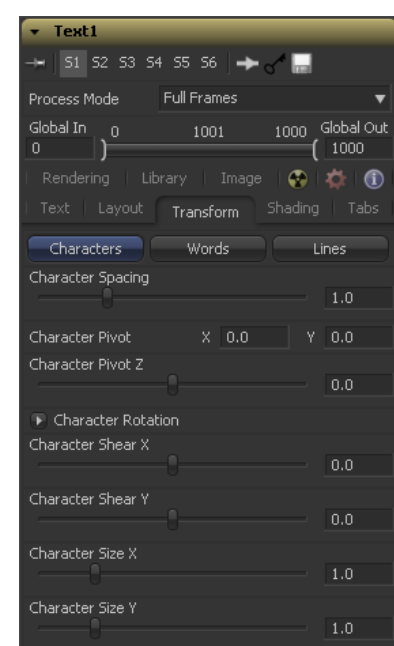 Text1
S1 S2 S3 S4 S5 S6
Process Mode Full Frames
Global In 0 1001 1000 Global Out
0 1000
Rendering Library Image
Text Layout Transform Shading Tabs
Characters Words Lines
Character Spacing
1.0
Character Pivot X 0.0 Y 0.0
Character Pivot Z
0.0
Character Rotation
Character Shear X
0.0
Character Shear Y
0.0
Character Size X
1.0
Character Size Y
1.0